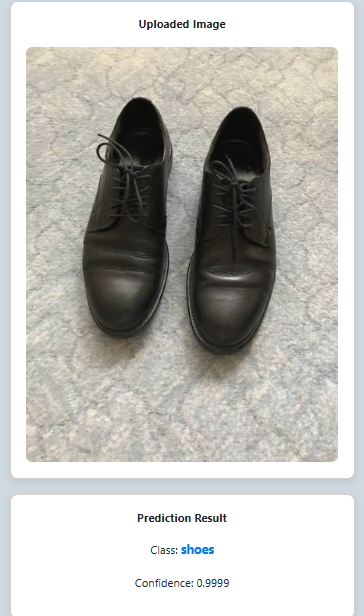 Uploaded Image
Prediction Result
Class: shoes
Confidence: 0.9999